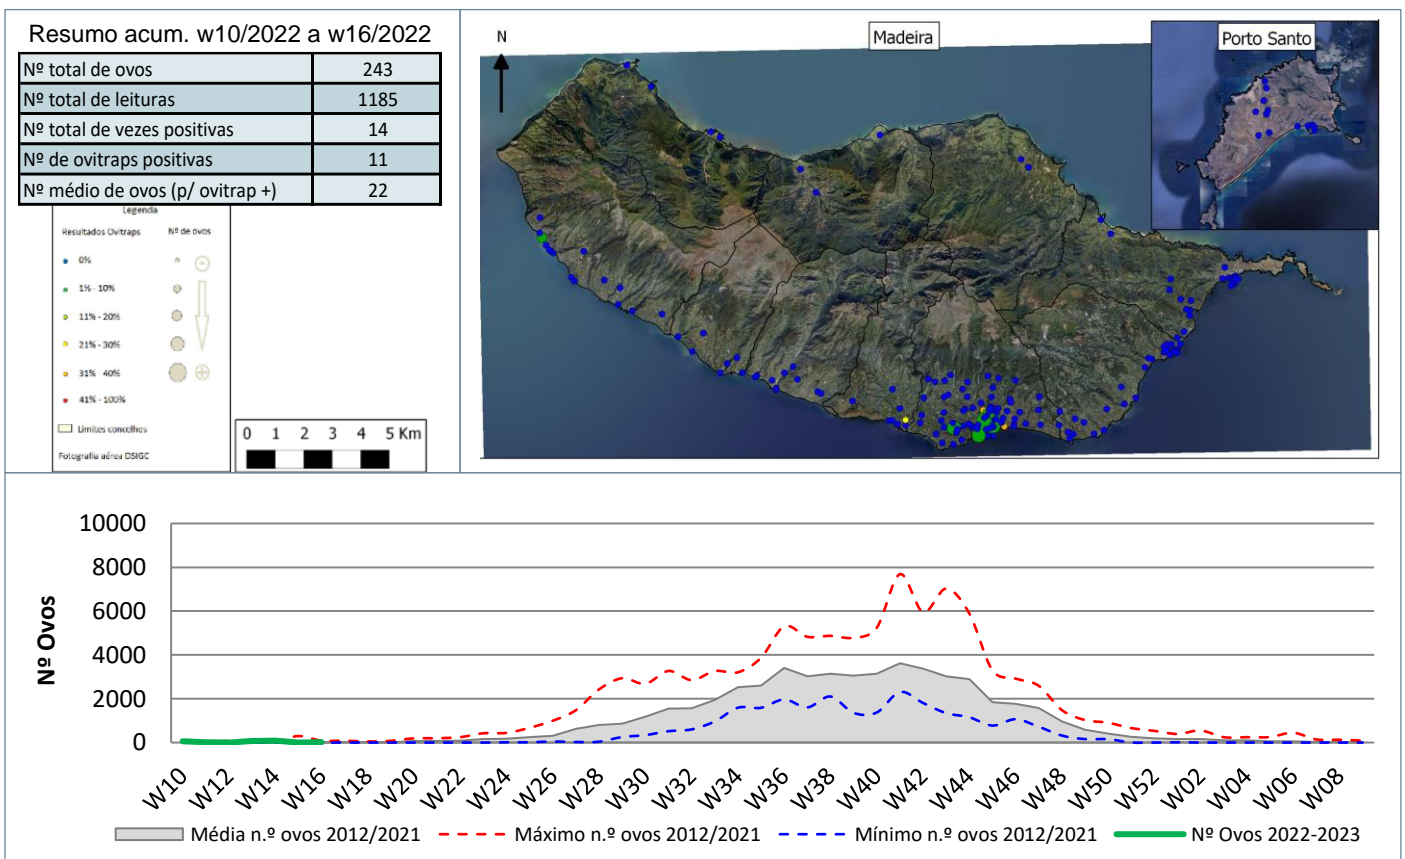 Resumo acum. w10/2022 a w16/2022
Nº total de ovos 243
Nº total de leituras 1185
Nº total de vezes positivas 14
Nº de ovitraps positivas 11
Nº médio de ovos (p/ ovitrap +) 22
Legenda
Resultados Ovitraps Nº de ovos
0%
1% - 10%
11% - 20%
21% - 30%
31% - 40%
41% - 100%
Limites concelhos
Fotografia aérea DSIGC
0 1 2 3 4 5 Km
N
Madeira
Porto Santo
Nº Ovos
10000
8000
6000
4000
2000
0
W10 W12 W14 W16 W18 W20 W22 W24 W26 W28 W30 W32 W34 W36 W38 W40 W42 W44 W46 W48 W50 W52 W02 W04 W06 W08
Média n.º ovos 2012/2021 Máximo n.º ovos 2012/2021 Mínimo n.º ovos 2012/2021 Nº Ovos 2022-2023